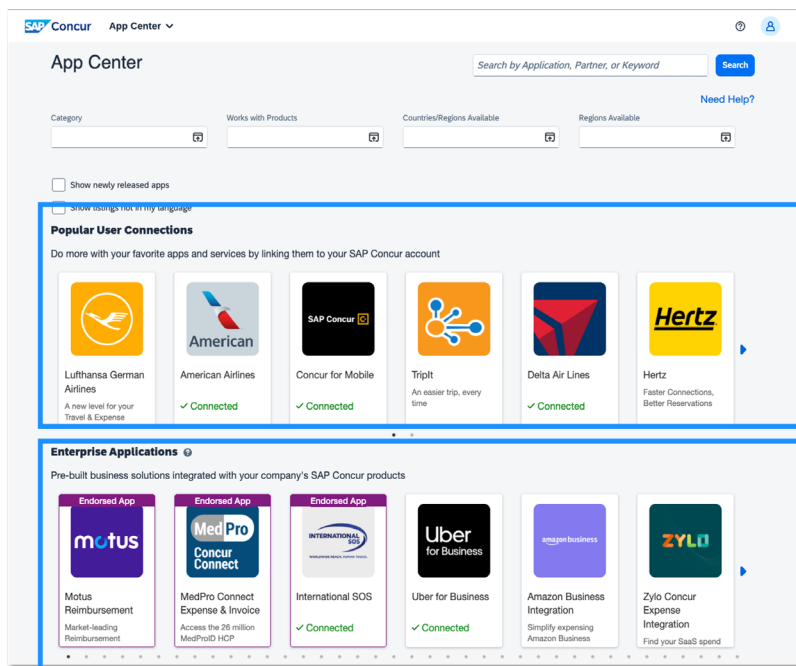 SAP Concur App Center
App Center
Search by Application, Partner, or Keyword Search
Need Help?
Category Works with Products Countries/Regions Available Regions Available
Show newly released apps
Show listings not in my language
Popular User Connections
Do more with your favorite apps and services by linking them to your SAP Concur account
American
SAP Concur C
Hertz
Lufthansa German
Airlines
A new level for your
Travel & Expense
American Airlines
Connected
Concur for Mobile
Connected
TripIt
An easier trip, every
time
Delta Air Lines
Connected
Hertz
Faster Connections,
Better Reservations
Enterprise Applications
Pre-built business solutions integrated with your company's SAP Concur products
Endorsed App
motus
Motus
Reimbursement
Market-leading
Reimbursement
Endorsed App
Med Pro
Concur
Connect
MedPro Connect
Expense & Invoice
Access the 26 million
MedProID HCP
Endorsed App
INTERNATIONAL
SOS
WORLDWIDE REACH. HUMAN TOUCH.
International SOS
Connected
Uber
for Business
Uber for Business
Connected
amazon business
Amazon Business
Integration
Simplify expensing
Amazon Business
ZYLO
Zylo Concur
Expense
Integration
Find your SaaS spend